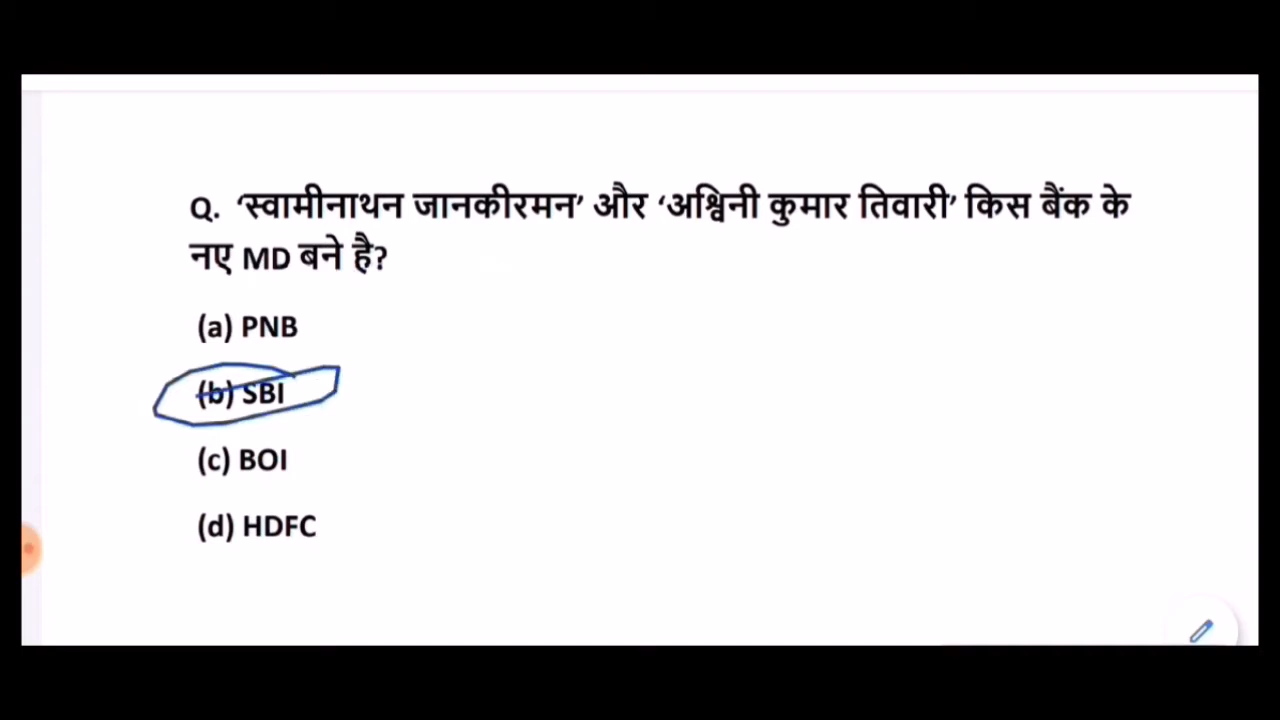 Q. ‘स्वामीनाथन जानकीरमन’ और ‘अश्विनी कुमार तिवारी’ किस बैंक के
नए MD बने है?
(a) PNB
(b) SBI
(c) BOI
(d) HDFC